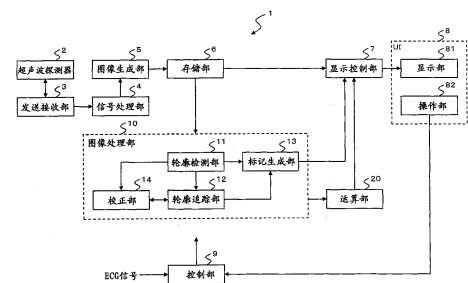 1
2
超声波探测器
3
发送接收部
5
图像生成部
4
信号处理部
6
存储部
7
显示控制部
8
UI
81
显示部
82
操作部
10
图像处理部
11
轮廓检测部
13
标记生成部
14
校正部
12
轮廓追踪部
20
运算部
9
ECG信号
控制部